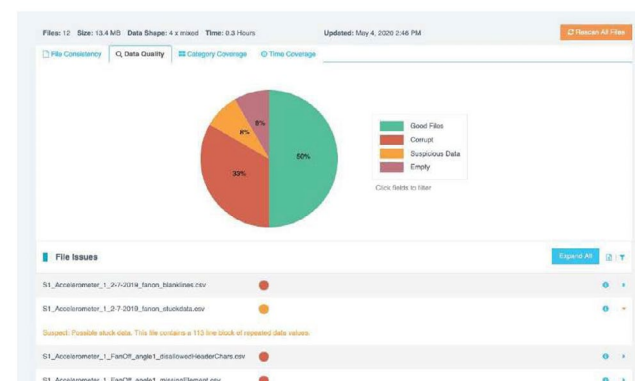 Files: 12 Size: 13.4 MB Data Shape: 4 x mixed Time: 0.3 Hours Updated: May 4, 2020 2:46 PM Rescan All Files
File Consistency Data Quality Category Coverage Time Coverage
8%
8%
50%
33%
Good Files
Corrupt
Suspicious Data
Empty
Click fields to filter
File Issues Expand All
S1_Accelerometer_1_2-7-2019_fanon_blanklines.csv
S1_Accelerometer_1_2-7-2019_fanon_stuckdata.csv
Suspect: Possible stuck data. This file contains a 113 line block of repeated data values.
S1_Accelerometer_1_FanOff_angle1_disallowedHeaderChars.csv
S1_Accelerometer_1_FanOff_angle1_missingElement.csv